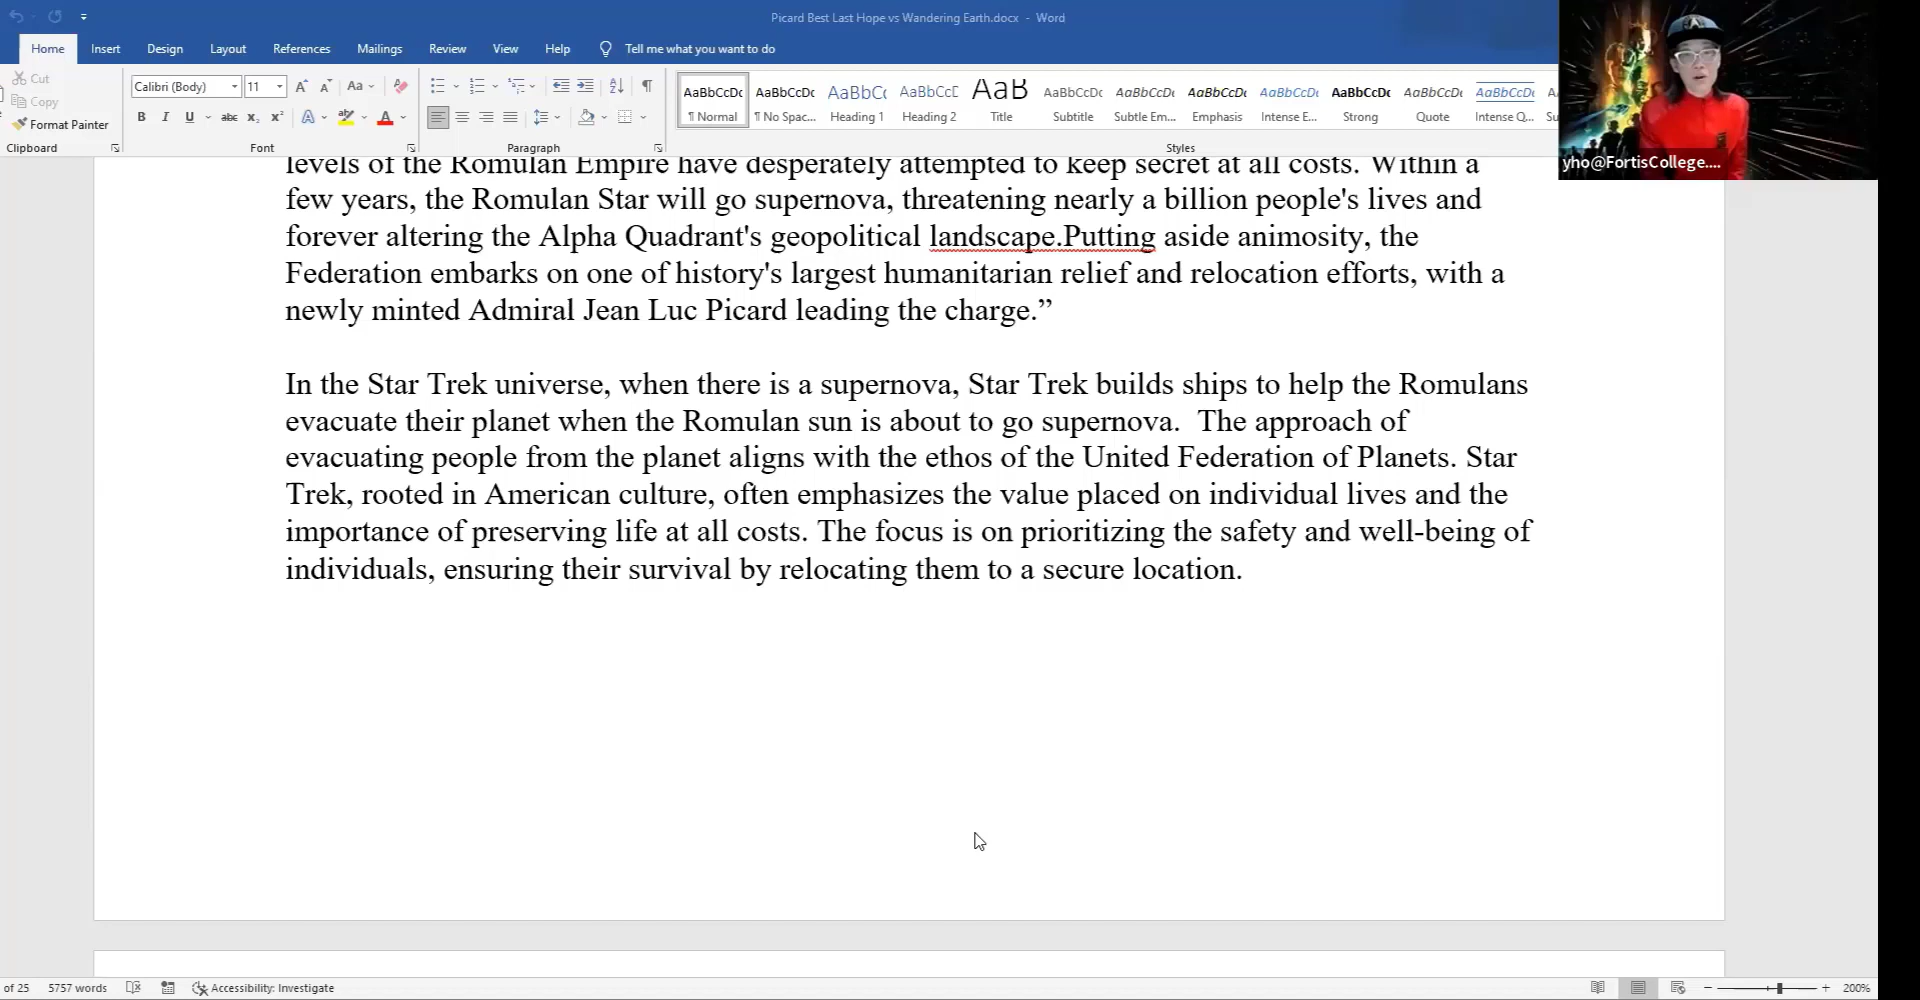 Picard Best Last Hope vs Wandering Earth.docx - Word
Home Insert Design Layout References Mailings Review View Help Tell me what you want to do
Cut
Copy
Format Painter
Calibri (Body) 11
Clipboard Font Paragraph Styles
AaBbCcDc AaBbCcDc AaBbCc AaBbCcD AaB AaBbCcDc AaBbCcDc AaBbCcDc AaBbCcDc AaBbCcDc AaBbCcDc AaBbCcDc
¶ Normal ¶ No Spac... Heading 1 Heading 2 Title Subtitle Subtle Em... Emphasis Intense E... Strong Quote Intense Q...
yho@FortisCollege....
levels of the Romulan Empire have desperately attempted to keep secret at all costs. Within a
few years, the Romulan Star will go supernova, threatening nearly a billion people's lives and
forever altering the Alpha Quadrant's geopolitical landscape.Putting aside animosity, the
Federation embarks on one of history's largest humanitarian relief and relocation efforts, with a
newly minted Admiral Jean Luc Picard leading the charge.”
In the Star Trek universe, when there is a supernova, Star Trek builds ships to help the Romulans
evacuate their planet when the Romulan sun is about to go supernova.  The approach of
evacuating people from the planet aligns with the ethos of the United Federation of Planets. Star
Trek, rooted in American culture, often emphasizes the value placed on individual lives and the
importance of preserving life at all costs. The focus is on prioritizing the safety and well-being of
individuals, ensuring their survival by relocating them to a secure location.
of 25 5757 words Accessibility: Investigate 200%